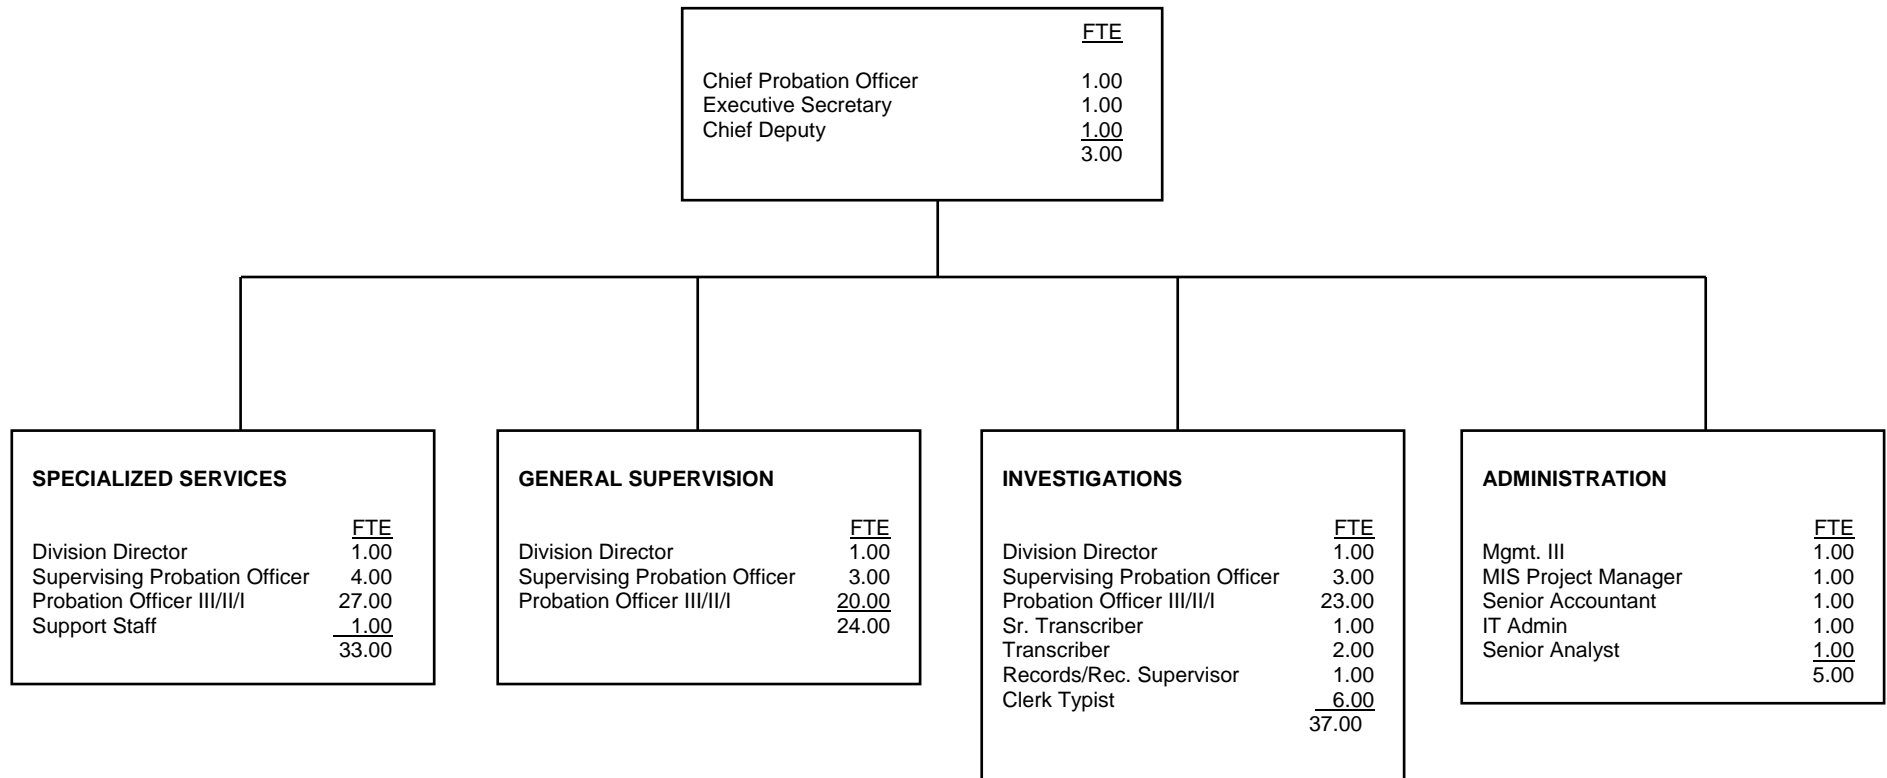 FTE
Chief Probation Officer 1.00
Executive Secretary 1.00
Chief Deputy 1.00
3.00
SPECIALIZED SERVICES
FTE
Division Director 1.00
Supervising Probation Officer 4.00
Probation Officer III/II/I 27.00
Support Staff 1.00
33.00
GENERAL SUPERVISION
FTE
Division Director 1.00
Supervising Probation Officer 3.00
Probation Officer III/II/I 20.00
24.00
INVESTIGATIONS
FTE
Division Director 1.00
Supervising Probation Officer 3.00
Probation Officer III/II/I 23.00
Sr. Transcriber 1.00
Transcriber 2.00
Records/Rec. Supervisor 1.00
Clerk Typist 6.00
37.00
ADMINISTRATION
FTE
Mgmt. III 1.00
MIS Project Manager 1.00
Senior Accountant 1.00
IT Admin 1.00
Senior Analyst 1.00
5.00